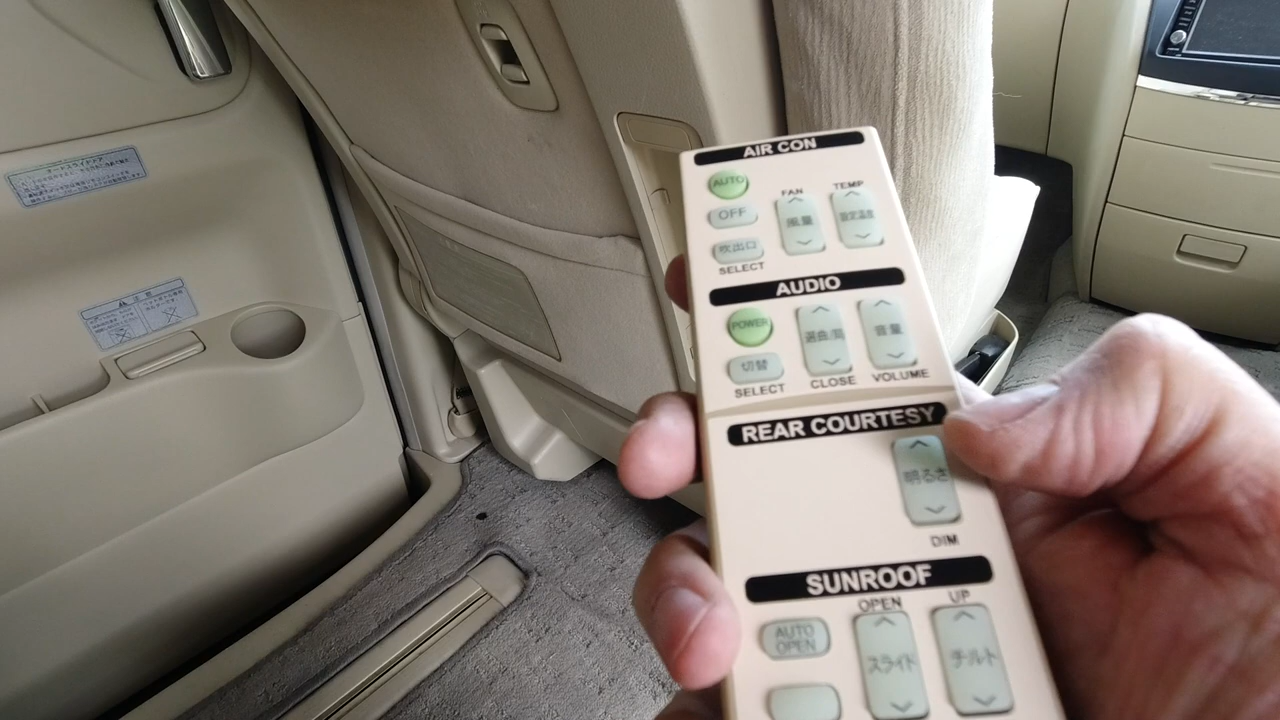 AIR CON
AUTO
FAN
TEMP
OFF
風量
設定温度
吹出口
SELECT
AUDIO
POWER
選曲/局
音量
切替
SELECT
CLOSE
VOLUME
REAR COURTESY
明るさ
DIM
SUNROOF
OPEN
UP
AUTO
OPEN
スライド
チルト